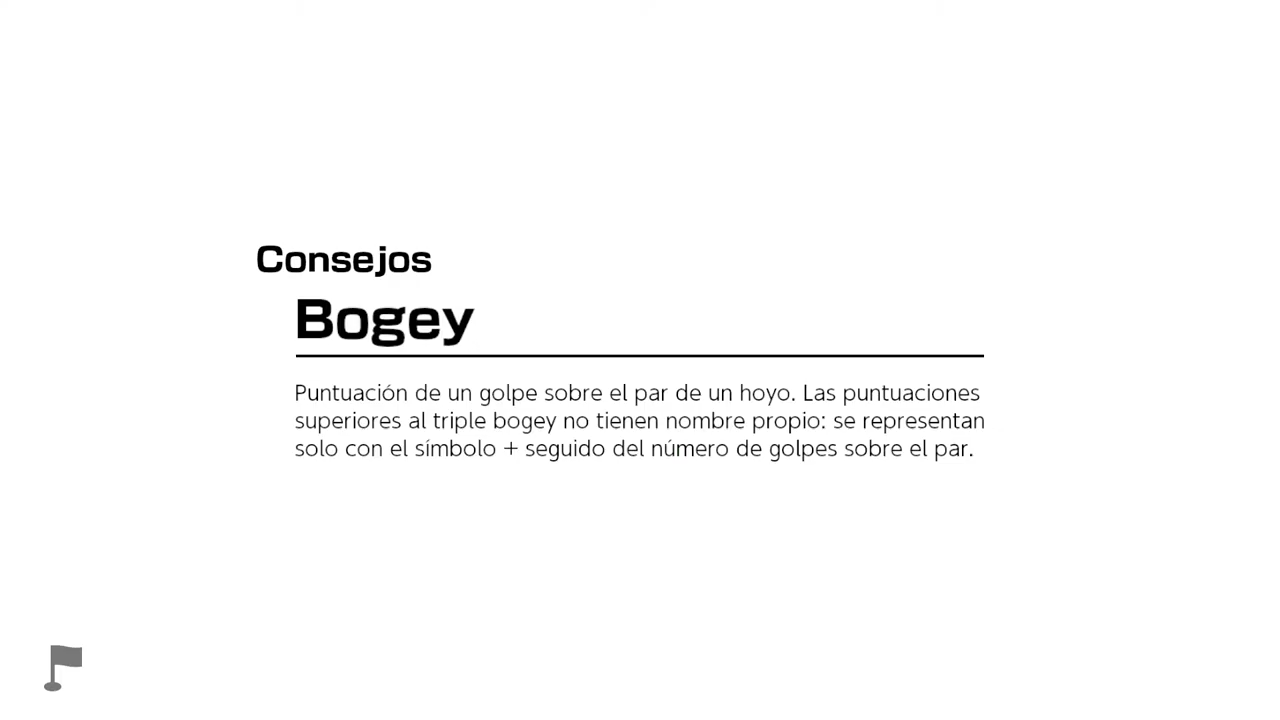 Consejos
Bogey
Puntuación de un golpe sobre el par de un hoyo. Las puntuaciones
superiores al triple bogey no tienen nombre propio: se representan
solo con el símbolo + seguido del número de golpes sobre el par.